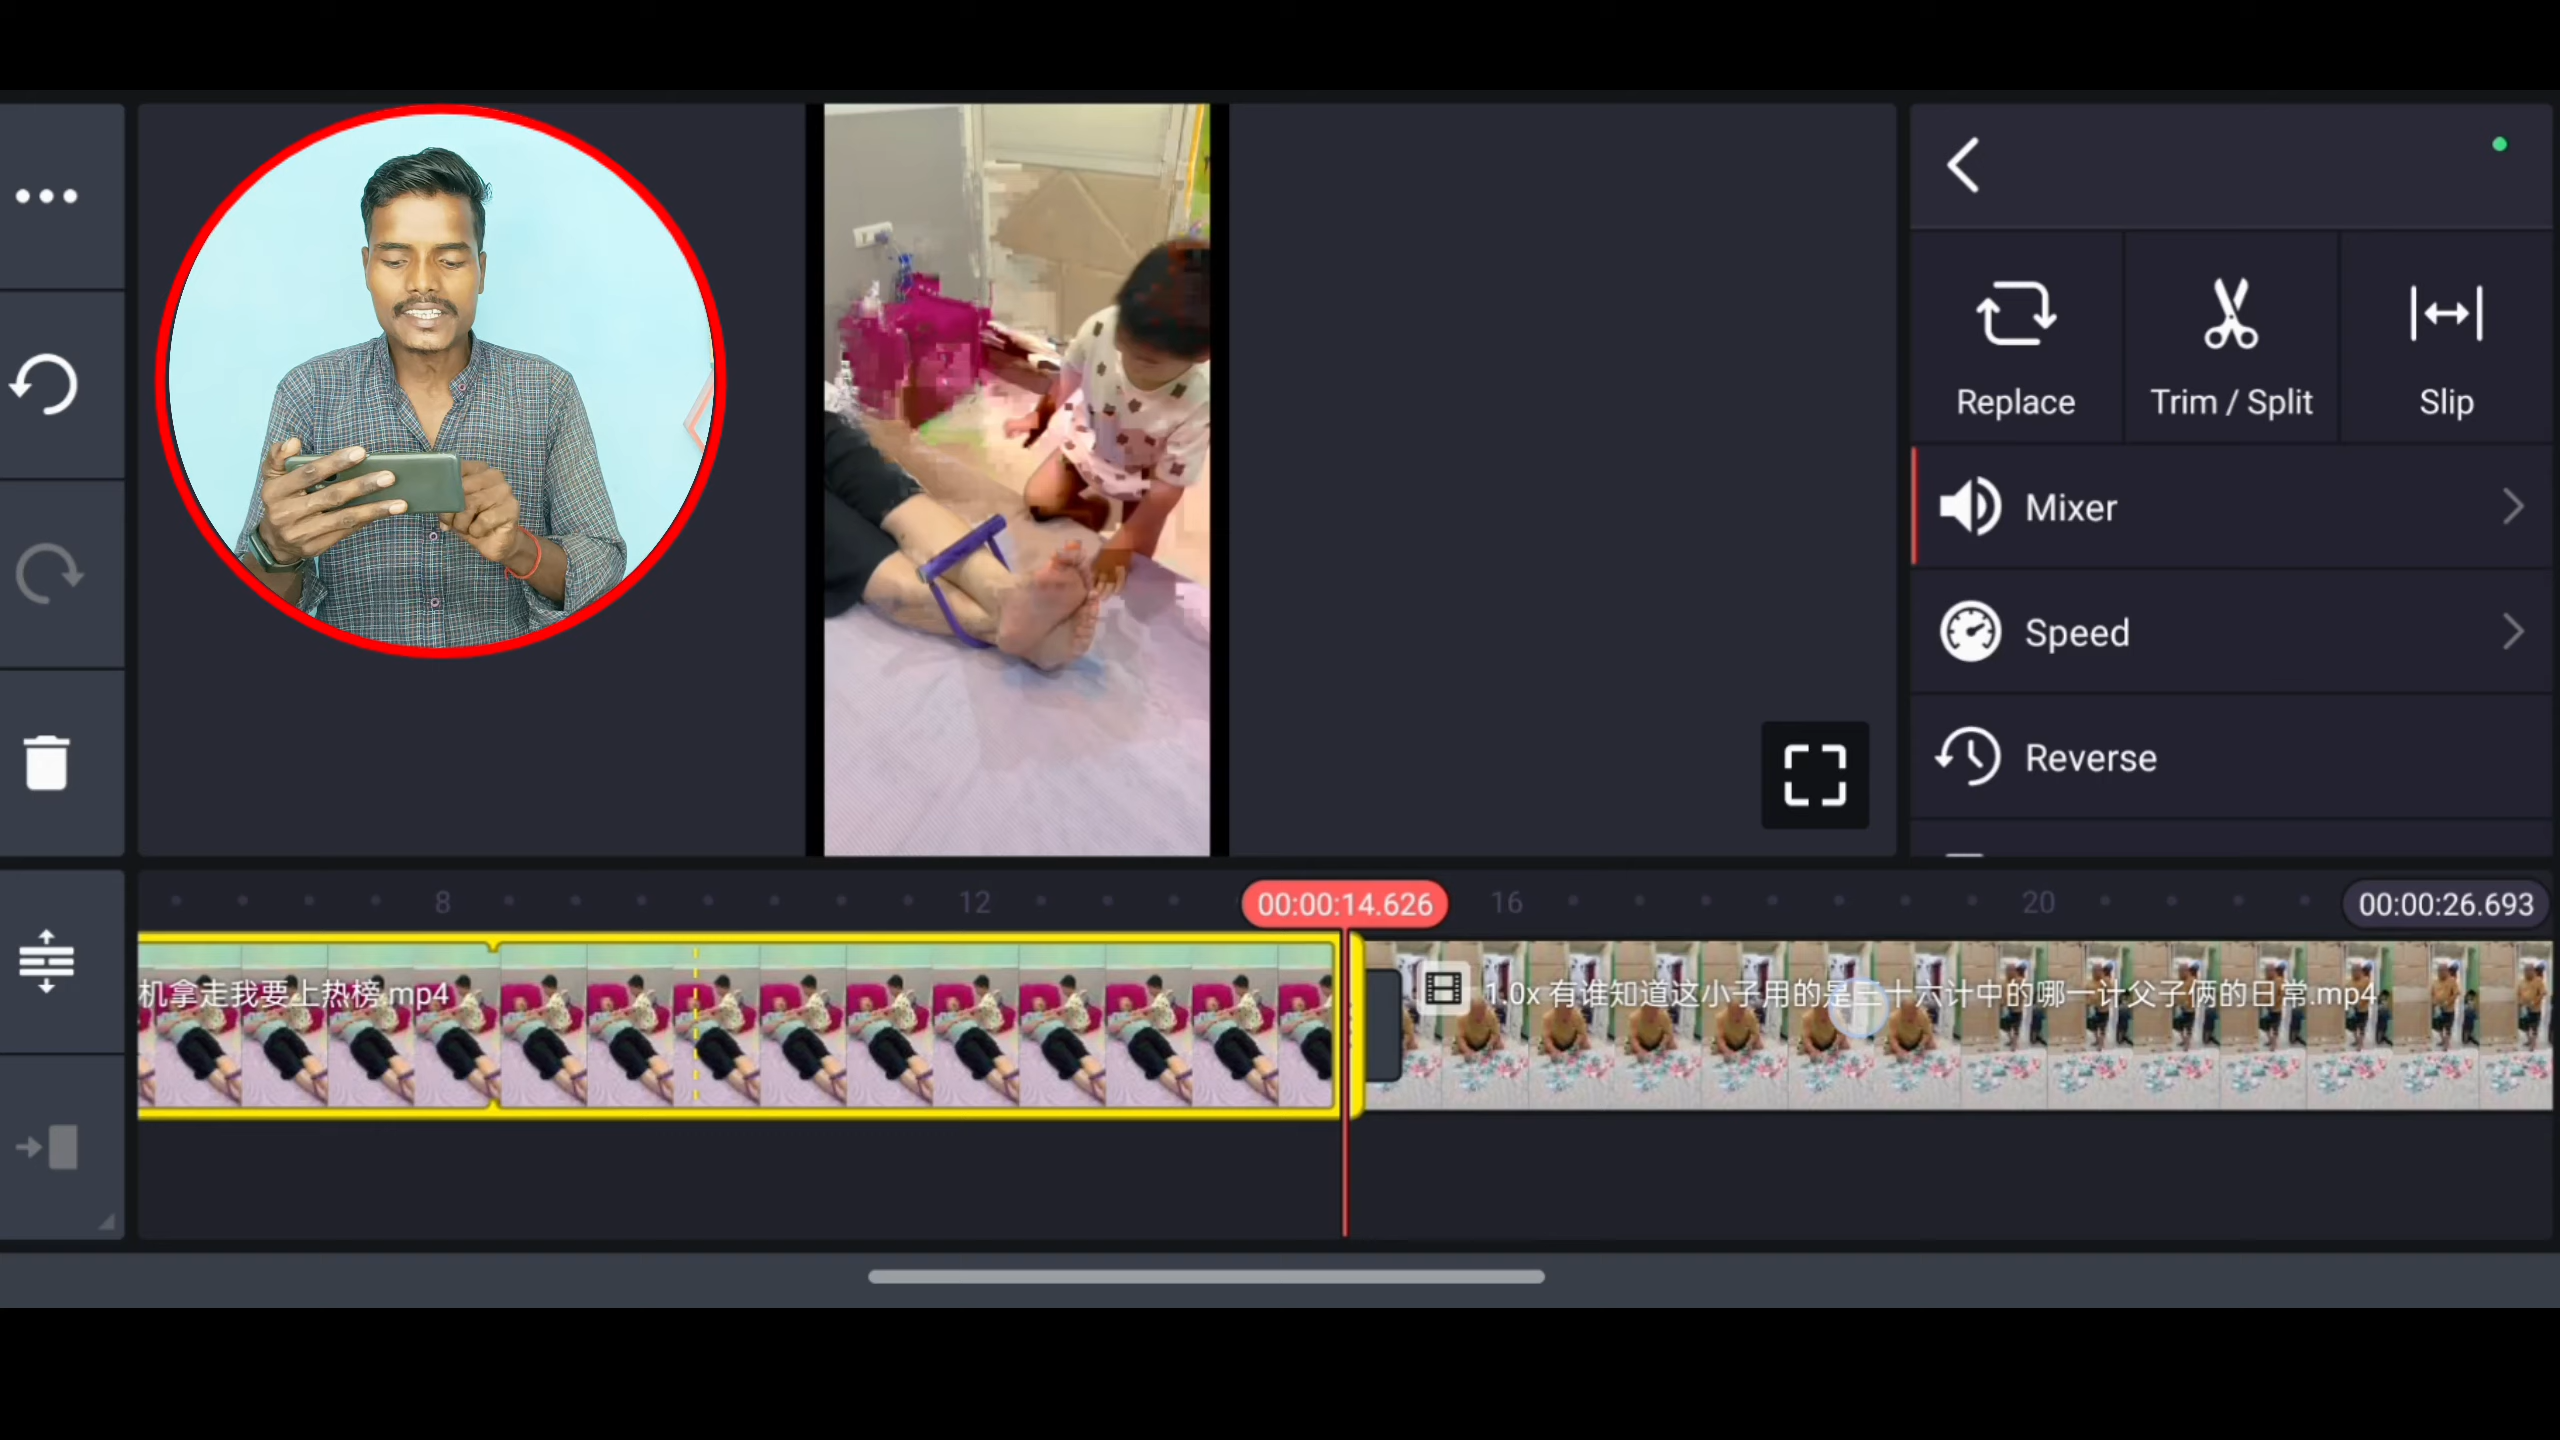 Replace
Trim / Split
Slip
Mixer
Speed
Reverse
8
12
00:00:14.626
16
20
00:00:26.693
机拿走我要上热榜.mp4
1.0x 有谁知道这小子用的是三十六计中的哪一计父子俩的日常.mp4